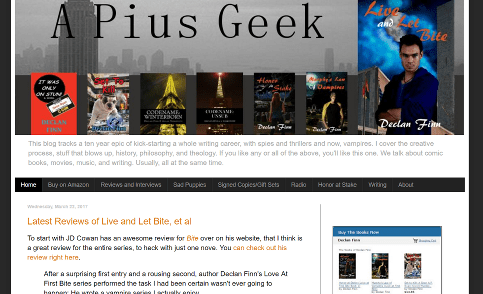 A Pius Geek
Live
and Let
Bite
IT WAS
ONLY ON
STUN!
DECLAN
FINN
CODENAME:
WINTERBORN
CODENAME:
UNSUB
Honor
at Stake
Murphy's Law
of Vampires
Declan Finn
This blog tracks a ten year epic of kick-starting a whole writing career, with spies and thrillers and now, vampires. I cover the creative
process, stuff that blows up, history, philosophy, and theology. If you like any or all of the above, you'll like this one. We talk about comic
books, movies, music, and writing. Usually, all at the same time.
Home Buy on Amazon Reviews and Interviews Sad Puppies Signed Copies/Gift Sets Radio Honor at Stake Writing About
Wednesday, March 22, 2017
Latest Reviews of Live and Let Bite, et al
To start with JD Cowan has an awesome review for Bite over on his website, that I think is
a great review for the entire series, to heck with just one novel. You can check out his
review right here.
After a surprising first entry and a rousing second, author Declan Finn's Love At
First Bite series performed the task I had been certain wasn't ever going to
happen: He wrote a vampire series I actually enjoy
Buy The Books Now
Declan Finn
Shopping Cart